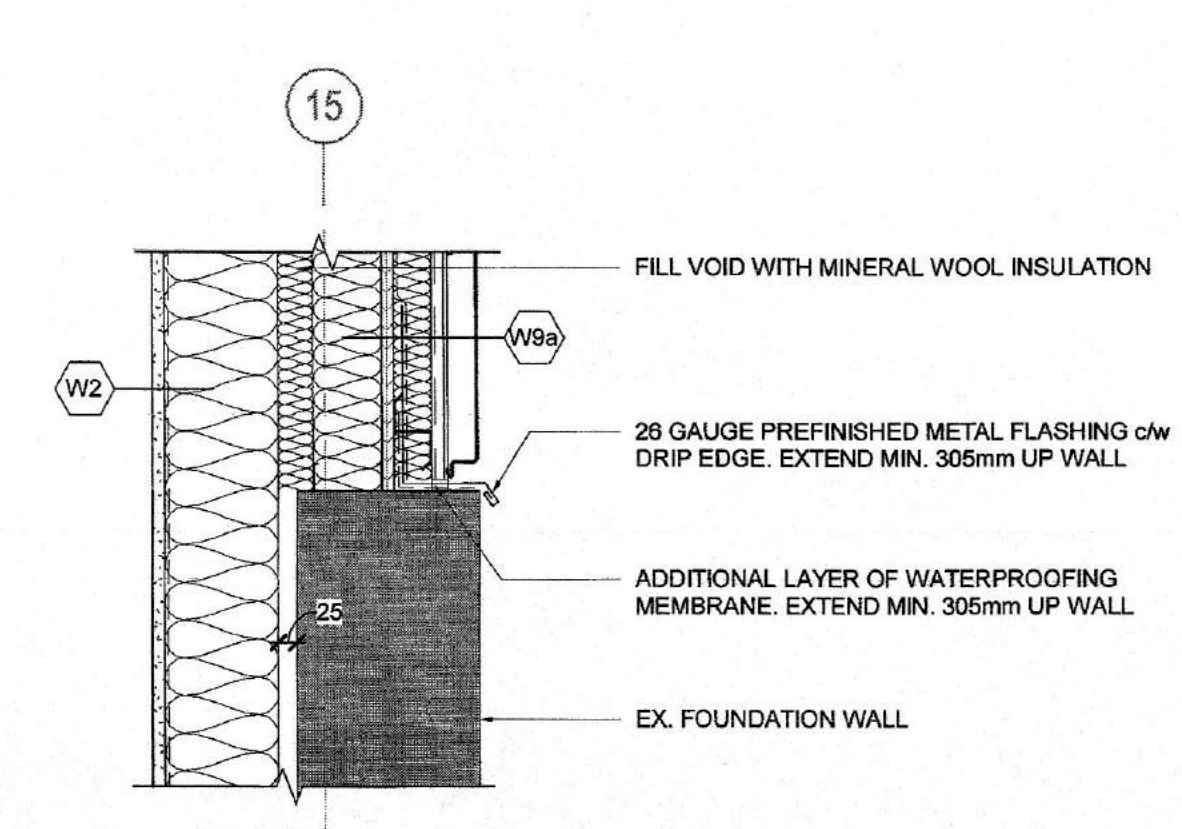 15
FILL VOID WITH MINERAL WOOL INSULATION
W9a
W2
26 GAUGE PREFINISHED METAL FLASHING c/w
DRIP EDGE. EXTEND MIN. 305mm UP WALL
ADDITIONAL LAYER OF WATERPROOFING
MEMBRANE. EXTEND MIN. 305mm UP WALL
25
EX. FOUNDATION WALL